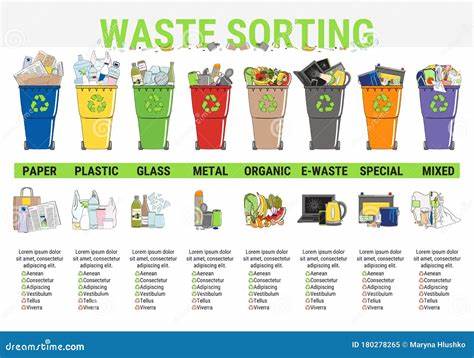 WASTE SORTING
PAPER PLASTIC GLASS METAL ORGANIC E-WASTE SPECIAL MIXED
Lorem ipsum dolor sit amet, consectetur adipiscing elit.
Aenean
Consectetur
Adipiscing
Vestibulum
Tellus
Viverra
Lorem ipsum dolor sit amet, consectetur adipiscing elit.
Aenean
Consectetur
Adipiscing
Vestibulum
Tellus
Viverra
Lorem ipsum dolor sit amet, consectetur adipiscing elit.
Aenean
Consectetur
Adipiscing
Vestibulum
Tellus
Viverra
Lorem ipsum dolor sit amet, consectetur adipiscing elit.
Aenean
Consectetur
Adipiscing
Vestibulum
Tellus
Viverra
Lorem ipsum dolor sit amet, consectetur adipiscing elit.
Aenean
Consectetur
Adipiscing
Vestibulum
Tellus
Viverra
Lorem ipsum dolor sit amet, consectetur adipiscing elit.
Aenean
Consectetur
Adipiscing
Vestibulum
Tellus
Viverra
Lorem ipsum dolor sit amet, consectetur adipiscing elit.
Aenean
Consectetur
Adipiscing
Vestibulum
Tellus
Viverra
Lorem ipsum dolor sit amet, consectetur adipiscing elit.
Aenean
Consectetur
Adipiscing
Vestibulum
Tellus
Viverra
dreamstime.com
ID 180278265 © Maryna Hlushko